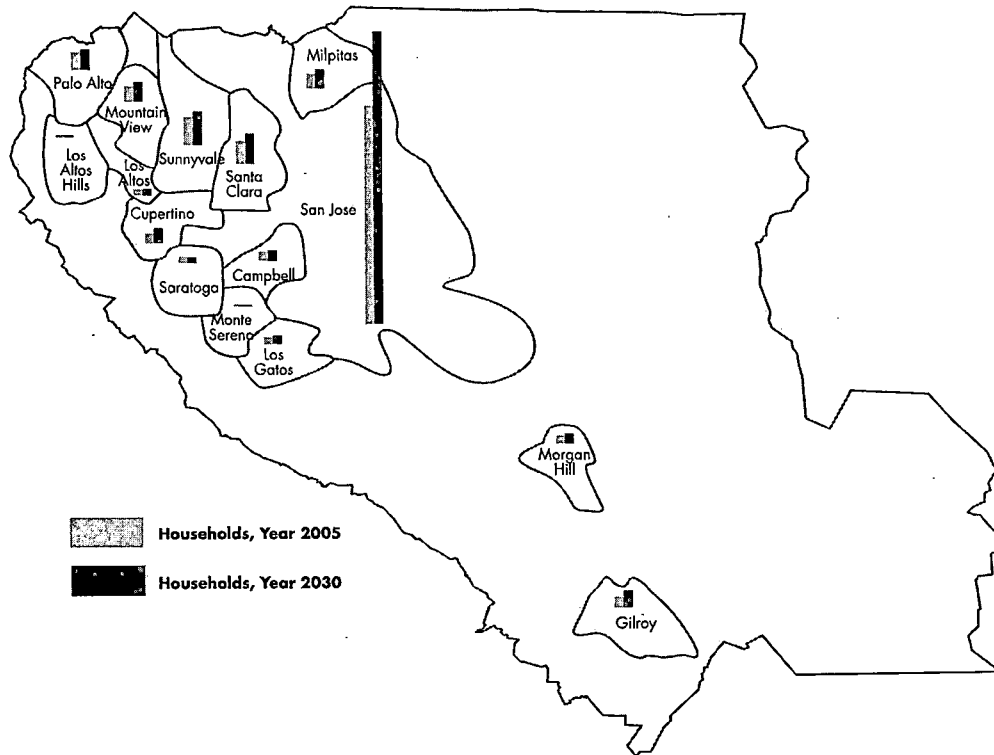 Milpitas
Palo Alto
Mountain
View
Los
Altos
Hills
Los
Altos
Sunnyvale
Santa
Clara
Cupertino
San Jose
Saratoga
Campbell
Monte
Sereno
Los
Gatos
Morgan
Hill
Households, Year 2005
Households, Year 2030
Gilroy